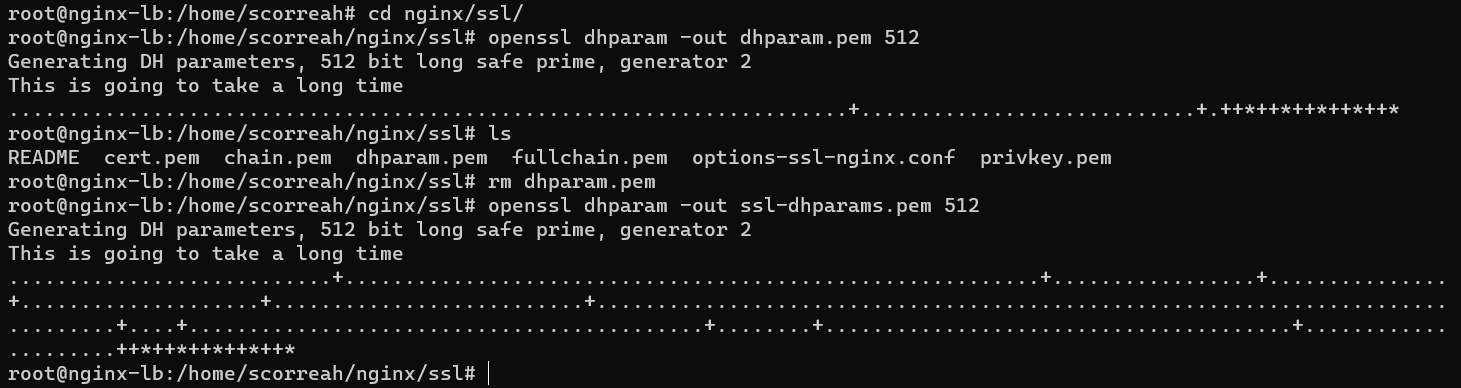 root@nginx-lb:/home/scorreah# cd nginx/ssl/
root@nginx-lb:/home/scorreah/nginx/ssl# openssl dhparam -out dhparam.pem 512
Generating DH parameters, 512 bit long safe prime, generator 2
This is going to take a long time
......................................................................+............................+.++*++*++*++*++*
root@nginx-lb:/home/scorreah/nginx/ssl# ls
README  cert.pem  chain.pem  dhparam.pem  fullchain.pem  options-ssl-nginx.conf  privkey.pem
root@nginx-lb:/home/scorreah/nginx/ssl# rm dhparam.pem
root@nginx-lb:/home/scorreah/nginx/ssl# openssl dhparam -out ssl-dhparams.pem 512
Generating DH parameters, 512 bit long safe prime, generator 2
This is going to take a long time
...........................+..........................................................+.................+...............
+....................+..........................+.......................................................................
.........+....+...........................................+........+.......................................+............
.........++*++*++*++*++*
root@nginx-lb:/home/scorreah/nginx/ssl#